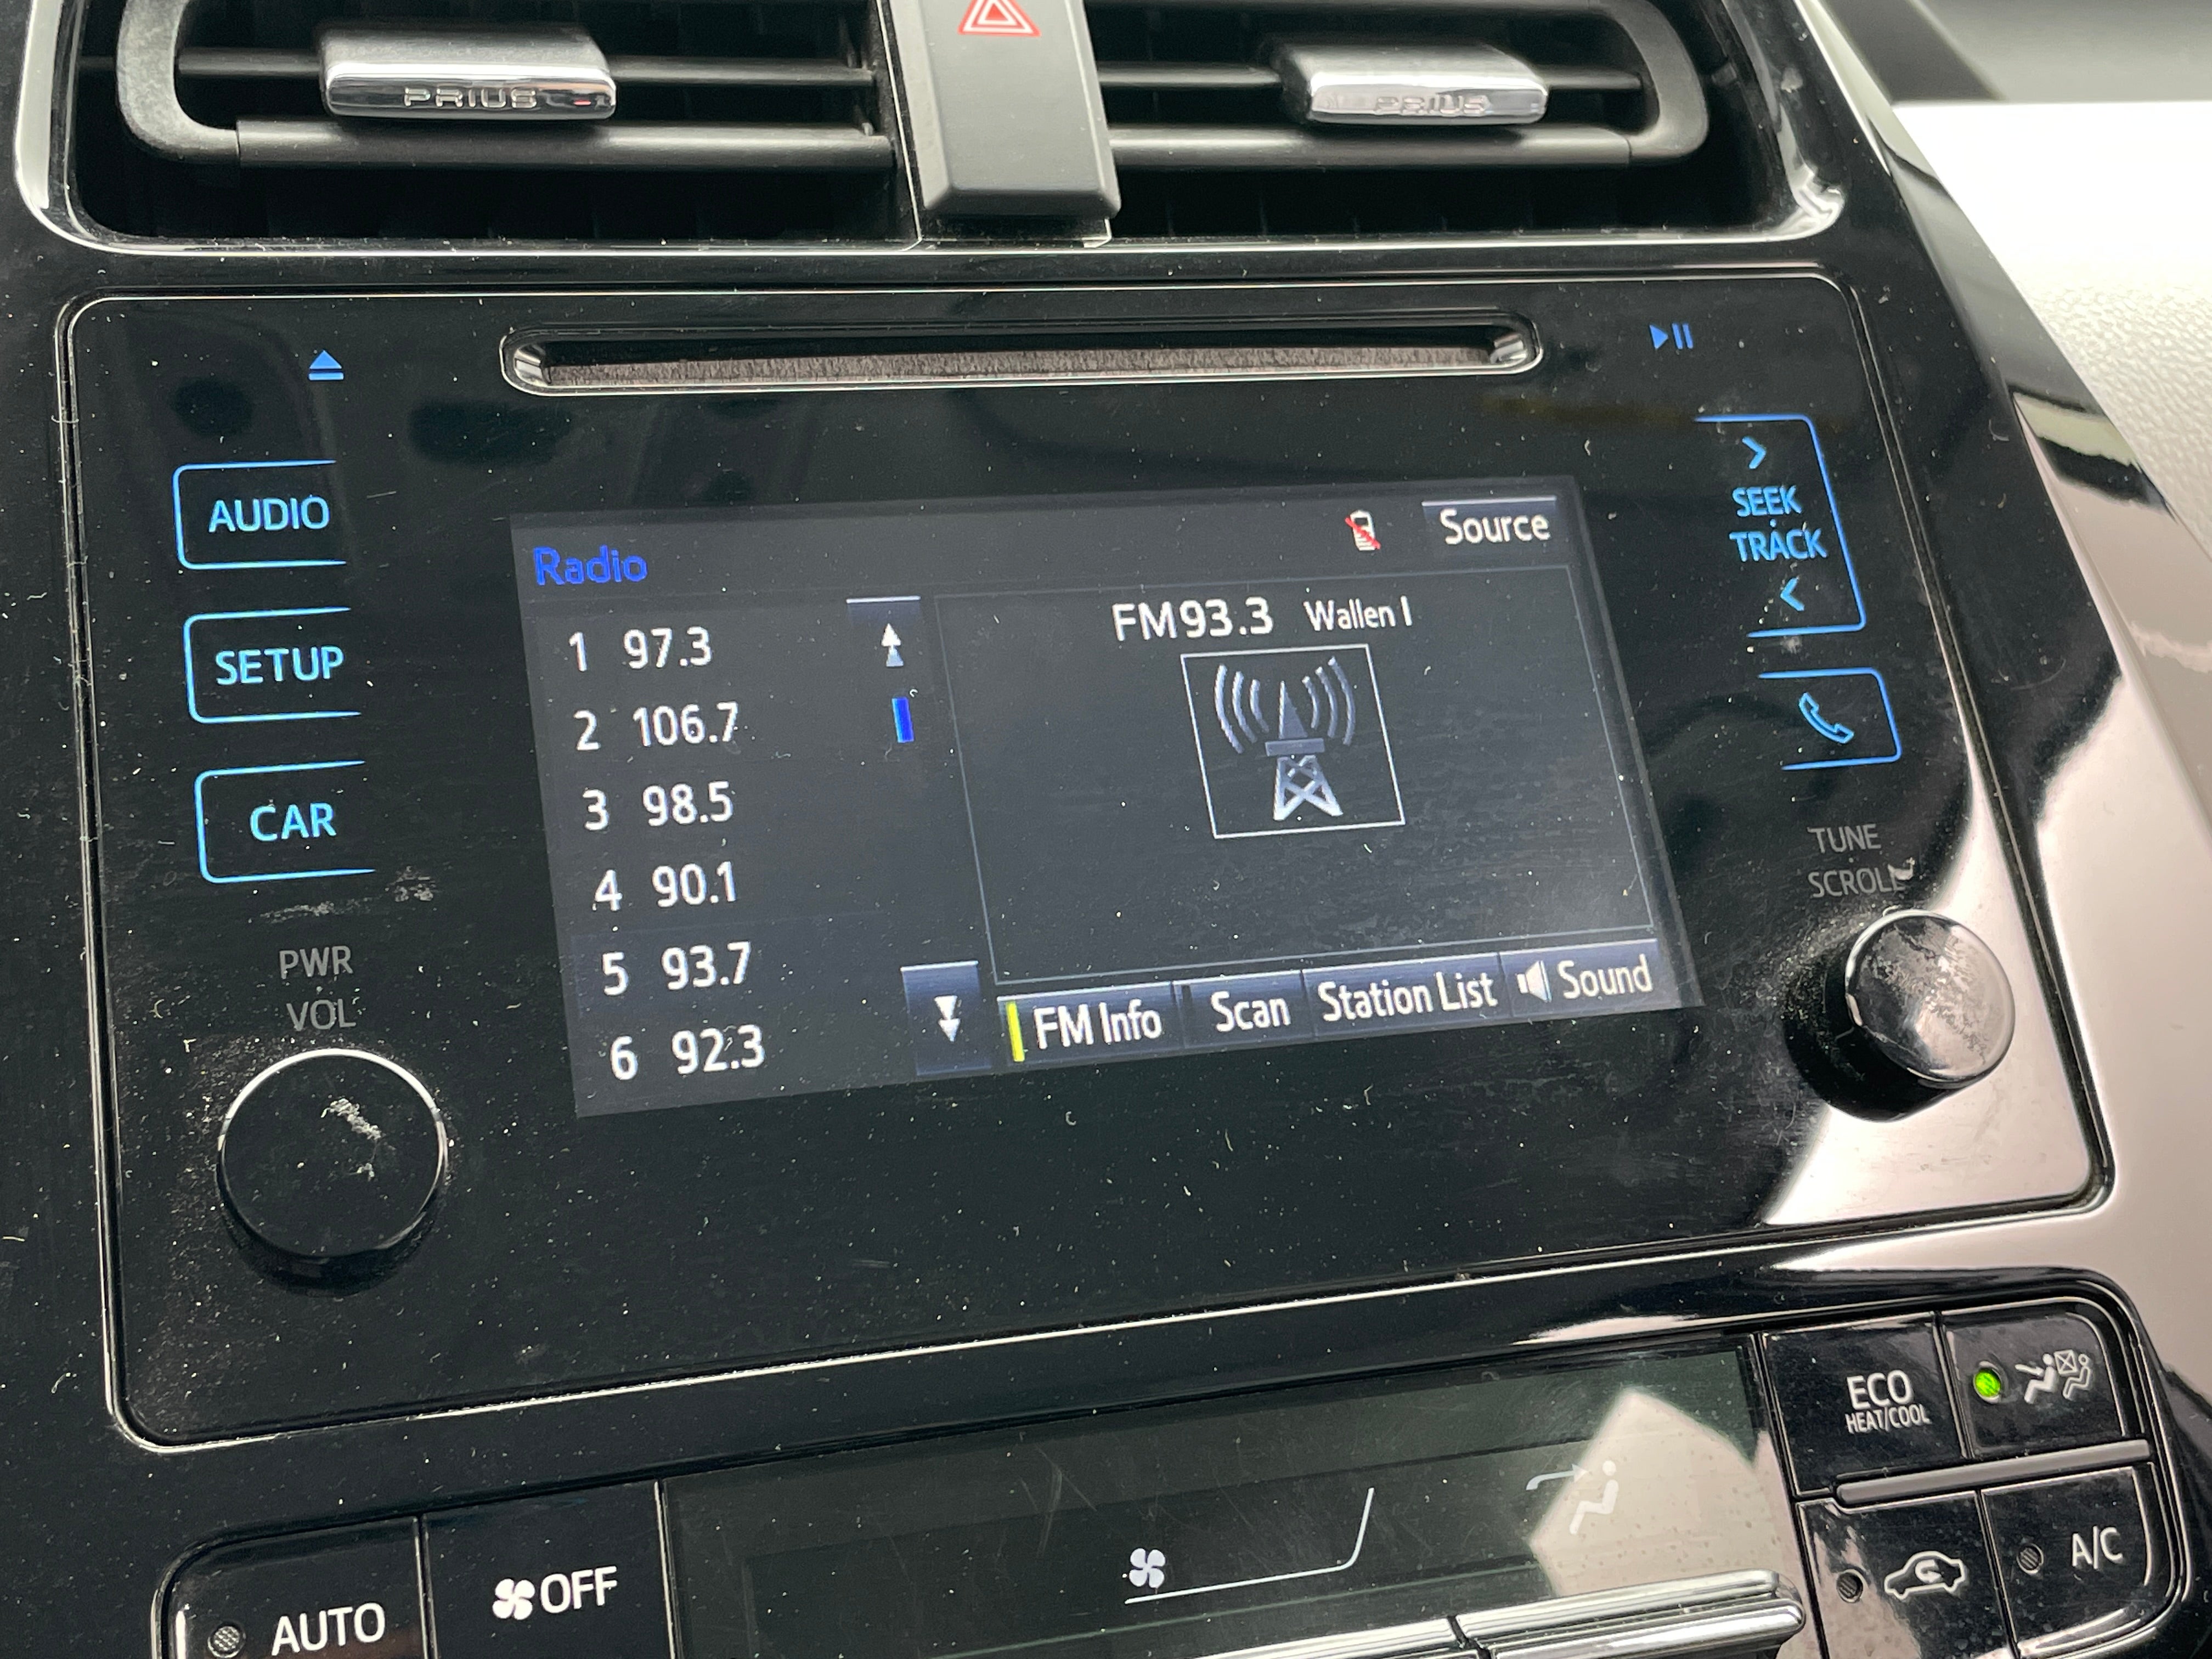 PRIUS
PRIUS
AUDIO
SETUP
CAR
PWR
VOL
Radio
Source
1 97.3
2 106.7
3 98.5
4 90.1
5 93.7
6 92.3
FM93.3 Wallen I
FM Info
Scan
Station List
Sound
SEEK
TRACK
TUNE
SCROLL
ECO
HEAT/COOL
A/C
AUTO
OFF